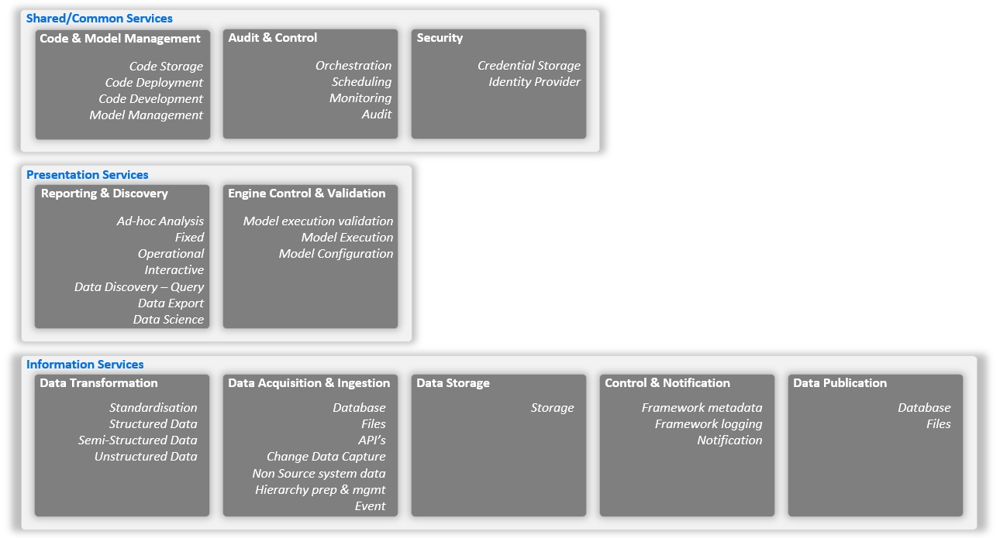 Shared/Common Services
Code & Model Management
Code Storage
Code Deployment
Code Development
Model Management
Audit & Control
Orchestration
Scheduling
Monitoring
Audit
Security
Credential Storage
Identity Provider
Presentation Services
Reporting & Discovery
Ad-hoc Analysis
Fixed
Operational
Interactive
Data Discovery – Query
Data Export
Data Science
Engine Control & Validation
Model execution validation
Model Execution
Model Configuration
Information Services
Data Transformation
Standardisation
Structured Data
Semi-Structured Data
Unstructured Data
Data Acquisition & Ingestion
Database
Files
API’s
Change Data Capture
Non Source system data
Hierarchy prep & mgmt
Event
Data Storage
Storage
Control & Notification
Framework metadata
Framework logging
Notification
Data Publication
Database
Files